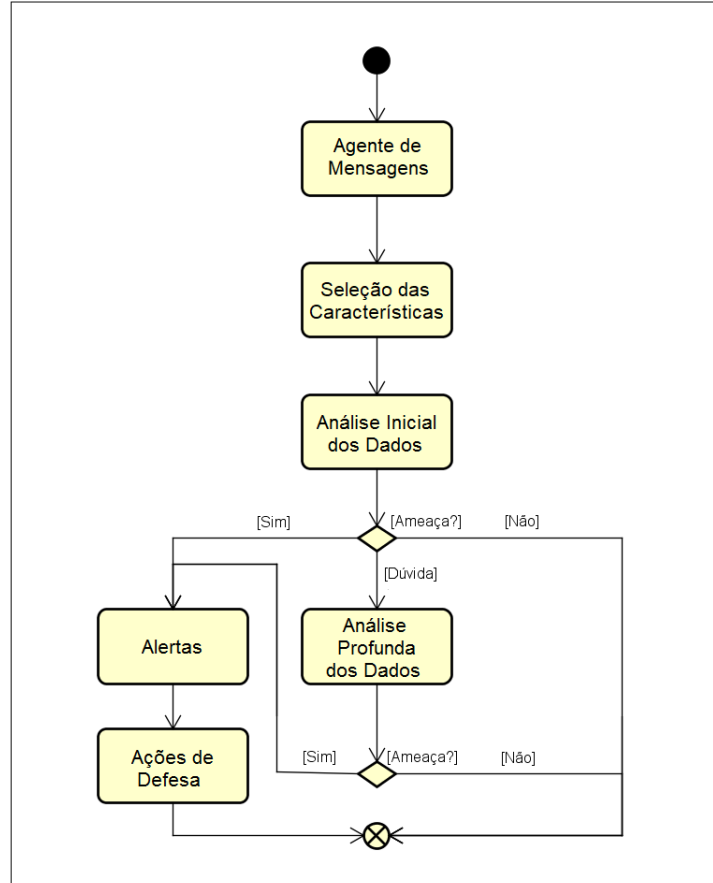 Agente de
Mensagens
Seleção das
Características
Análise Inicial
dos Dados
[Sim]
[Ameaça?]
[Não]
[Dúvida]
Alertas
Análise
Profunda
dos Dados
Ações de
Defesa
[Sim]
[Ameaça?]
[Não]